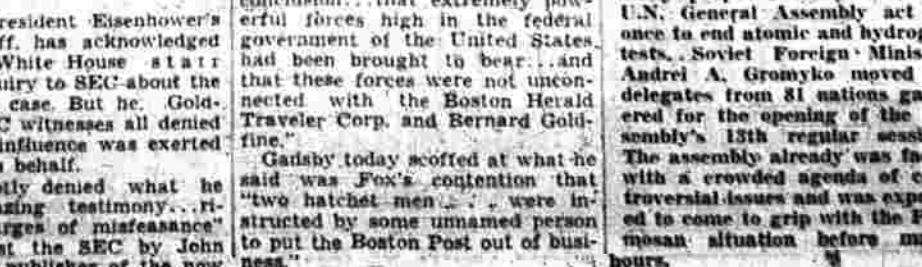 resident Eisenhower's
ff. has acknowledged
White House staff
uiry to SEC about the
case. But he, Gold-
C witnesses all denied
influence was exerted
behalf.
tly denied what he
zing testimony...ri-
rges of misfeasance"
st the SEC by John
publisher of the now
conclusion...that extremely pow-
erful forces high in the federal
government of the United States
had been brought to bear...and
that these forces were not uncon-
nected with the Boston Herald
Traveler Corp. and Bernard Gold-
fine."
Gadsby today scoffed at what he
said was Fox's contention that
"two hatchet men . . . were in-
structed by some unnamed person
to put the Boston Post out of busi-
ness."
U.N. General Assembly act
once to end atomic and hydrog
tests. Soviet Foreign Minis
Andrei A. Gromyko moved
delegates from 81 nations ga
ered for the opening of the
sembly's 13th regular sess
The assembly already was fa
with a crowded agenda of
troversial issues and was exp
ed to come to grip with the
mosan situation before m
hours.